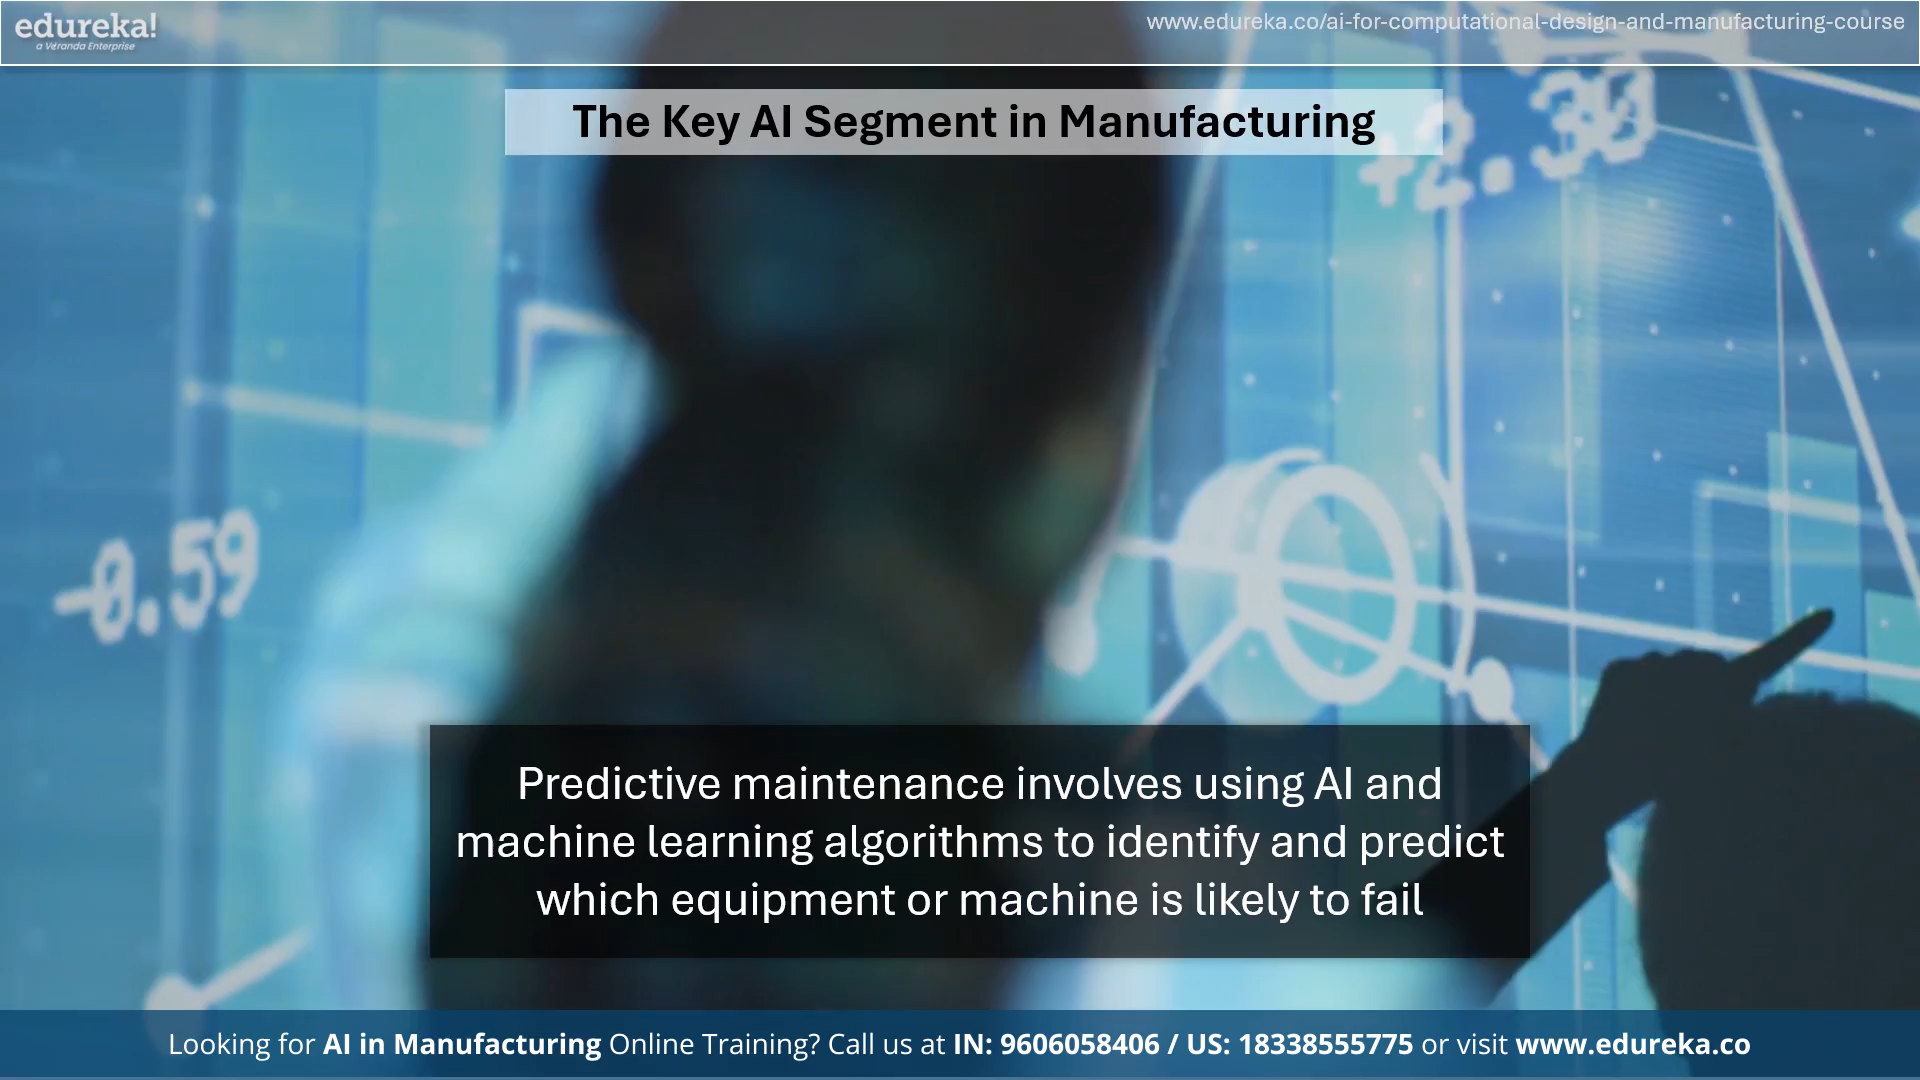 edureka!
a Veranda Enterprise
www.edureka.co/ai-for-computational-design-and-manufacturing-course
The Key AI Segment in Manufacturing
+2.30
-0.59
Predictive maintenance involves using AI and
machine learning algorithms to identify and predict
which equipment or machine is likely to fail
Looking for AI in Manufacturing Online Training? Call us at IN: 9606058406 / US: 18338555775 or visit www.edureka.co